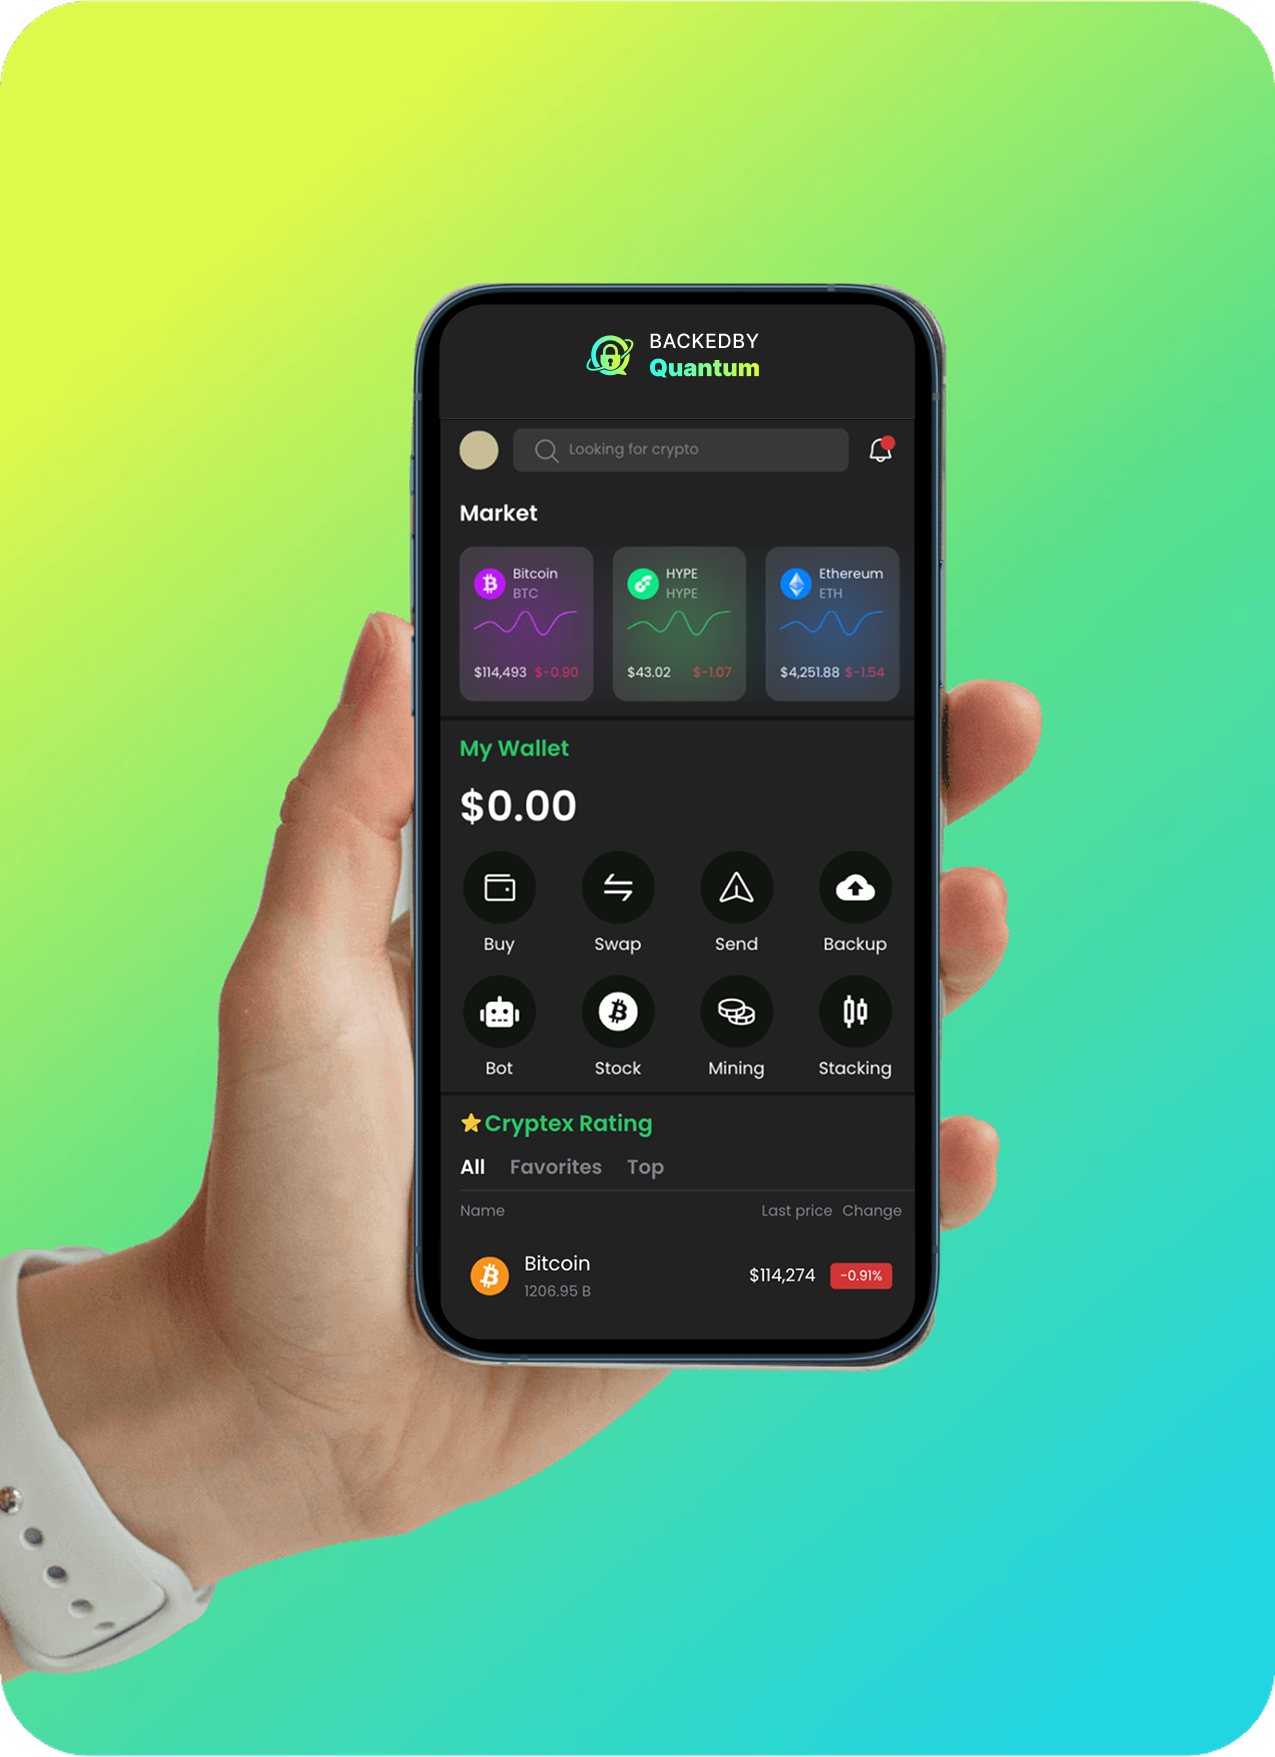 BACKEDBY
Quantum
Looking for crypto
Market
Bitcoin
BTC
$114,493 $-0.90
HYPE
HYPE
$43.02 $-1.07
Ethereum
ETH
$4,251.88 $-1.54
My Wallet
$0.00
Buy Swap Send Backup
Bot Stock Mining Stacking
Cryptex Rating
All Favorites Top
Name Last price Change
Bitcoin
1206.95 B
$114,274 -0.91%